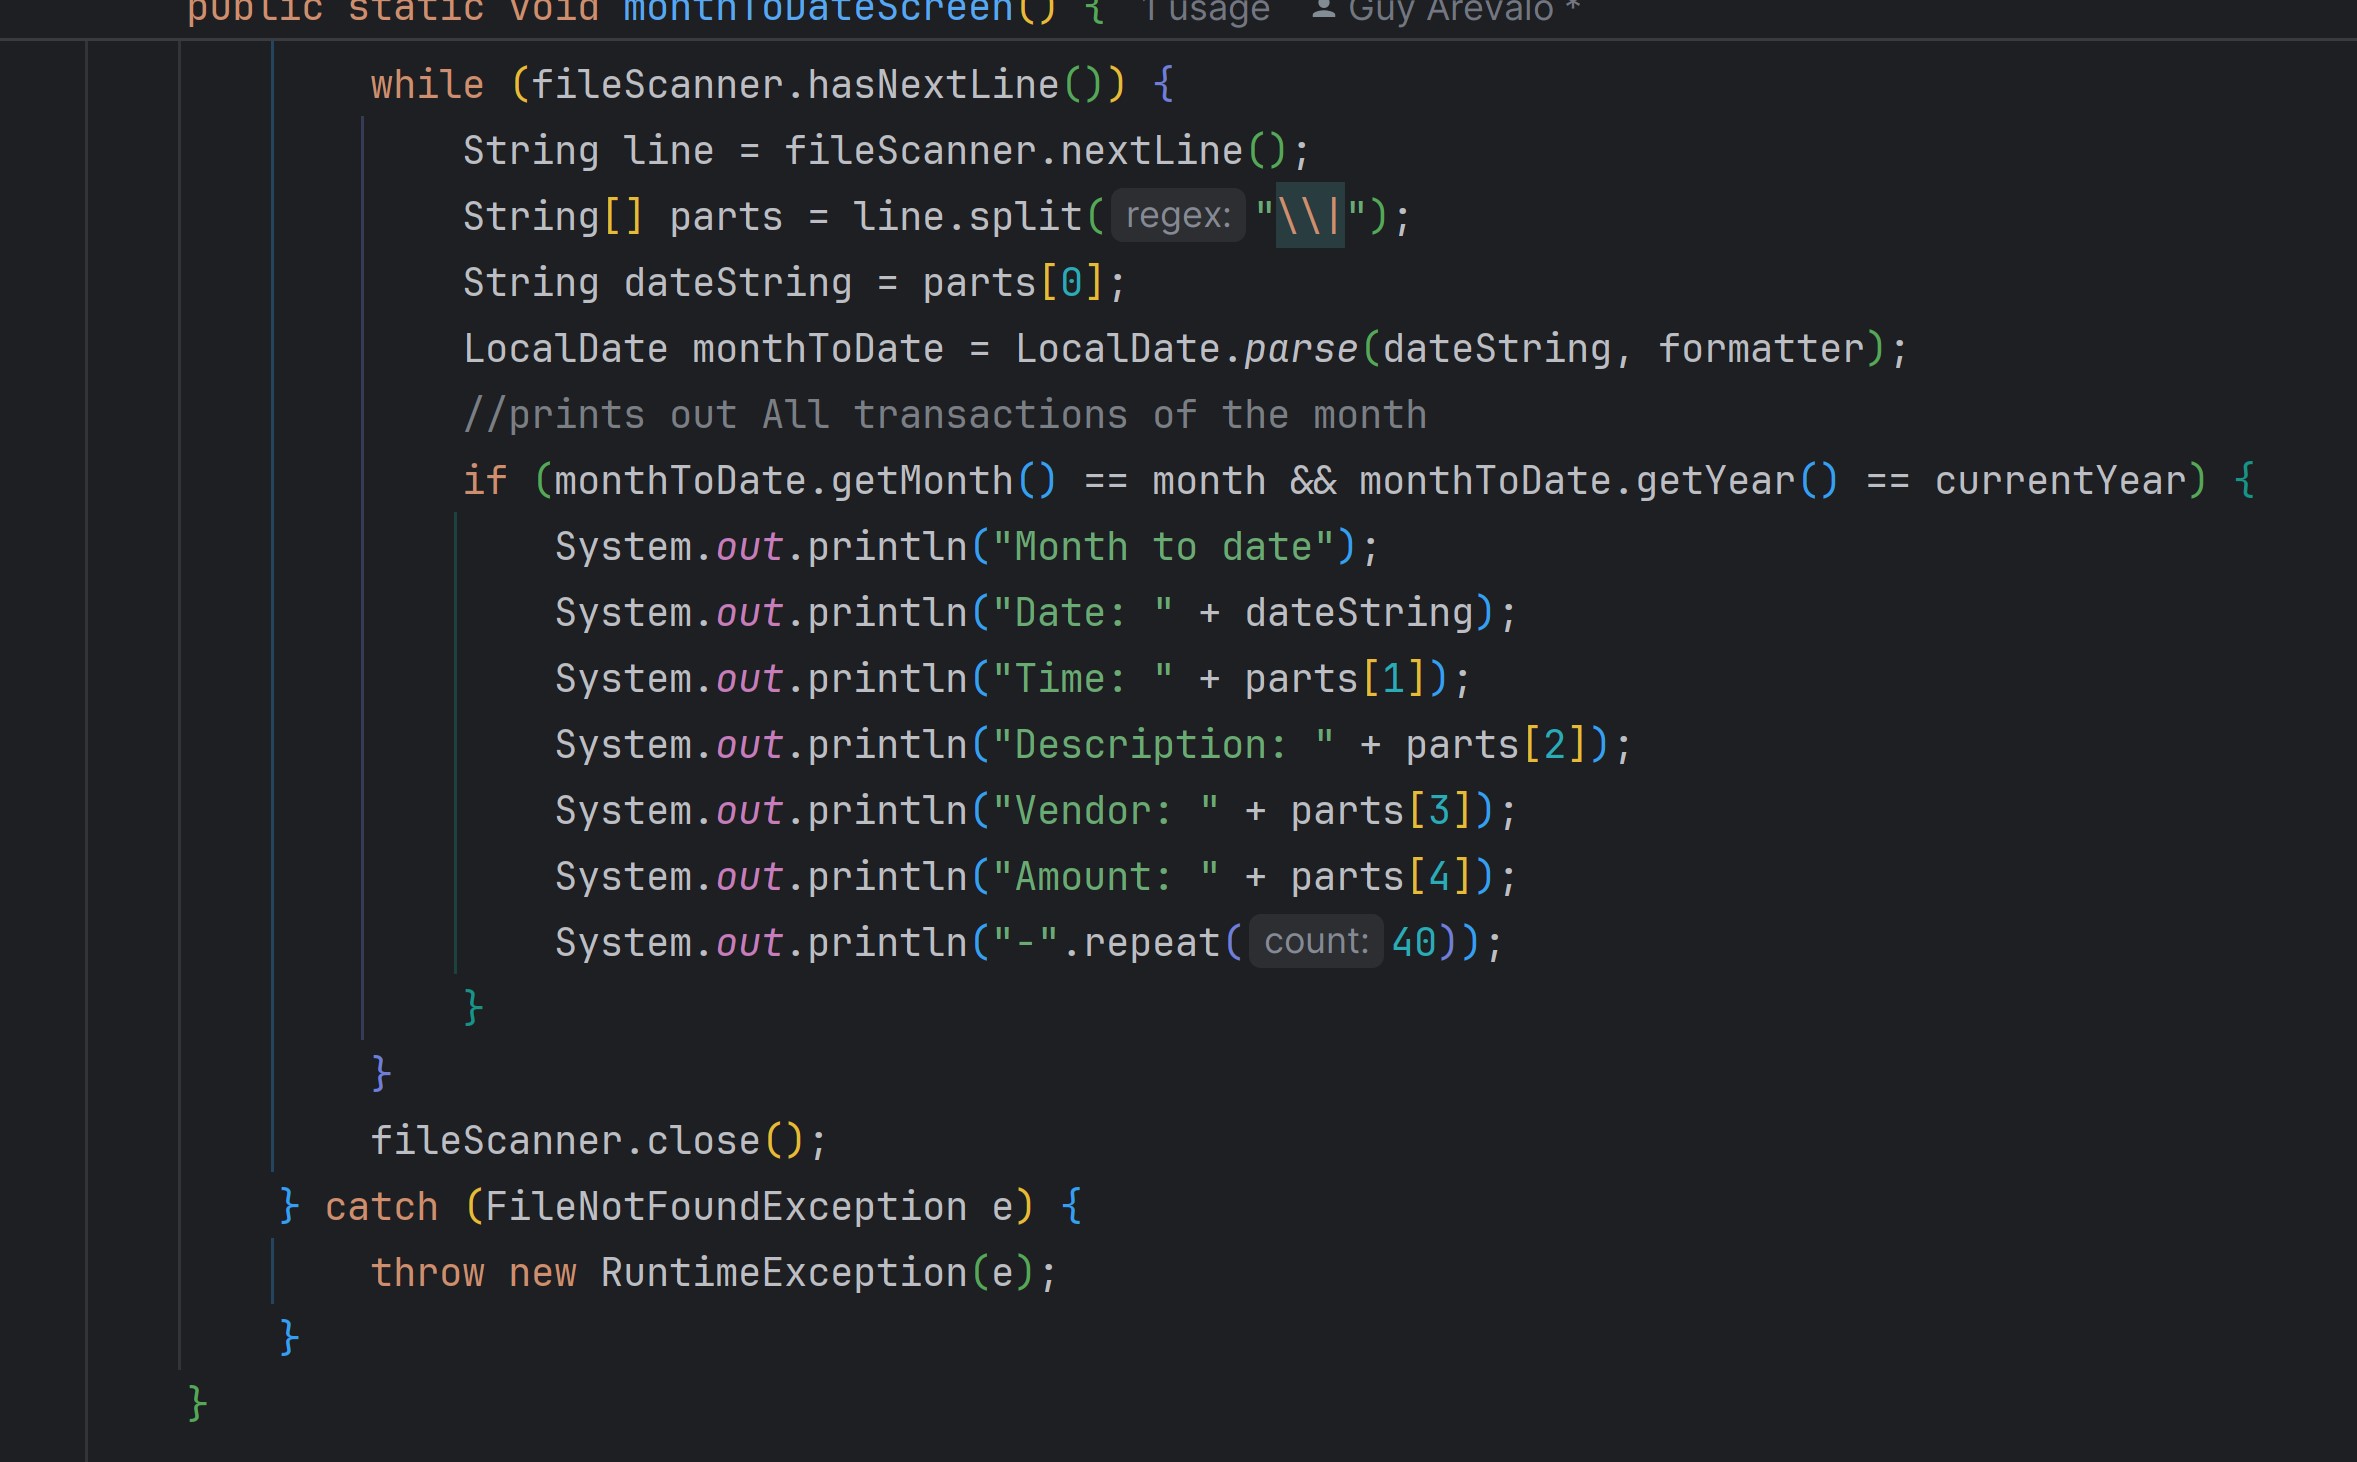 public static void monthToDateScreen() { 1 usage Guy Arevalo *
while (fileScanner.hasNextLine()) {
String line = fileScanner.nextLine();
String[] parts = line.split( regex: "\\|");
String dateString = parts[0];
LocalDate monthToDate = LocalDate.parse(dateString, formatter);
//prints out All transactions of the month
if (monthToDate.getMonth() == month && monthToDate.getYear() == currentYear) {
System.out.println("Month to date");
System.out.println("Date: " + dateString);
System.out.println("Time: " + parts[1]);
System.out.println("Description: " + parts[2]);
System.out.println("Vendor: " + parts[3]);
System.out.println("Amount: " + parts[4]);
System.out.println("-".repeat( count: 40));
}
}
fileScanner.close();
} catch (FileNotFoundException e) {
throw new RuntimeException(e);
}
}